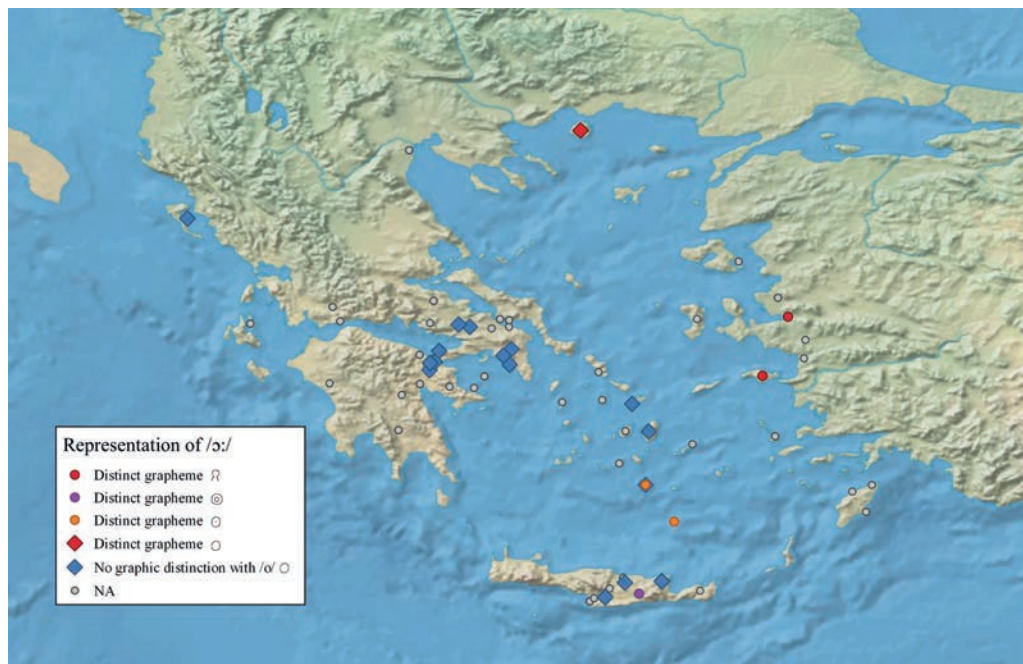 Representation of /ɔː/
Distinct grapheme
Distinct grapheme
Distinct grapheme
Distinct grapheme
No graphic distinction with /o/
NA